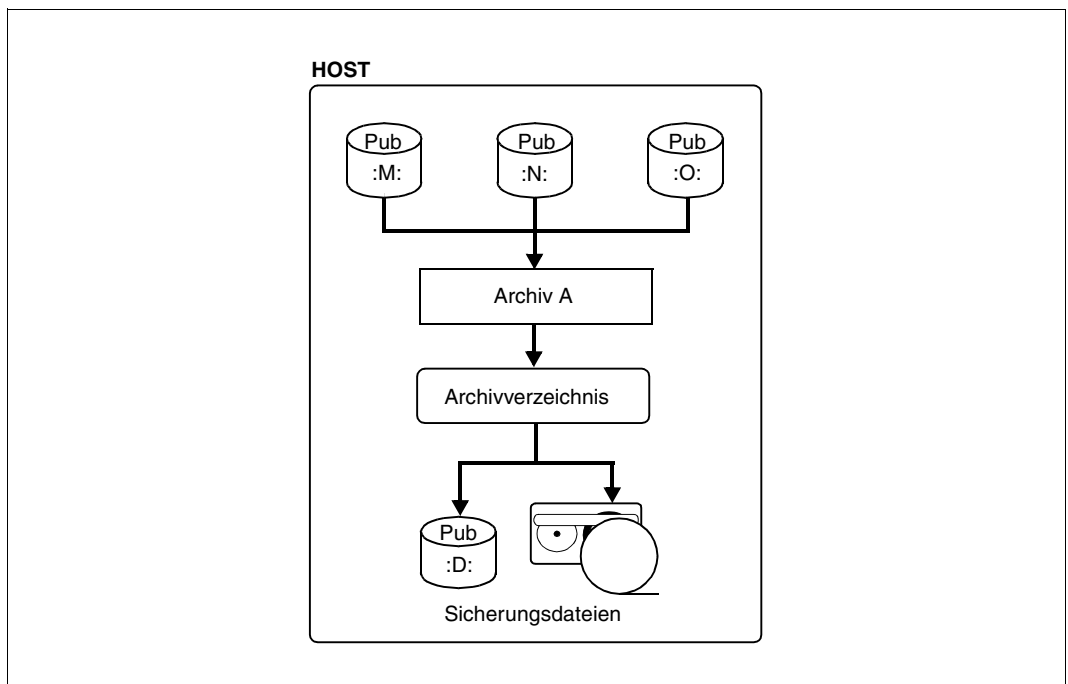 HOST
Pub
:M:
Pub
:N:
Pub
:O:
Archiv A
Archivverzeichnis
Pub
:D:
Sicherungsdateien